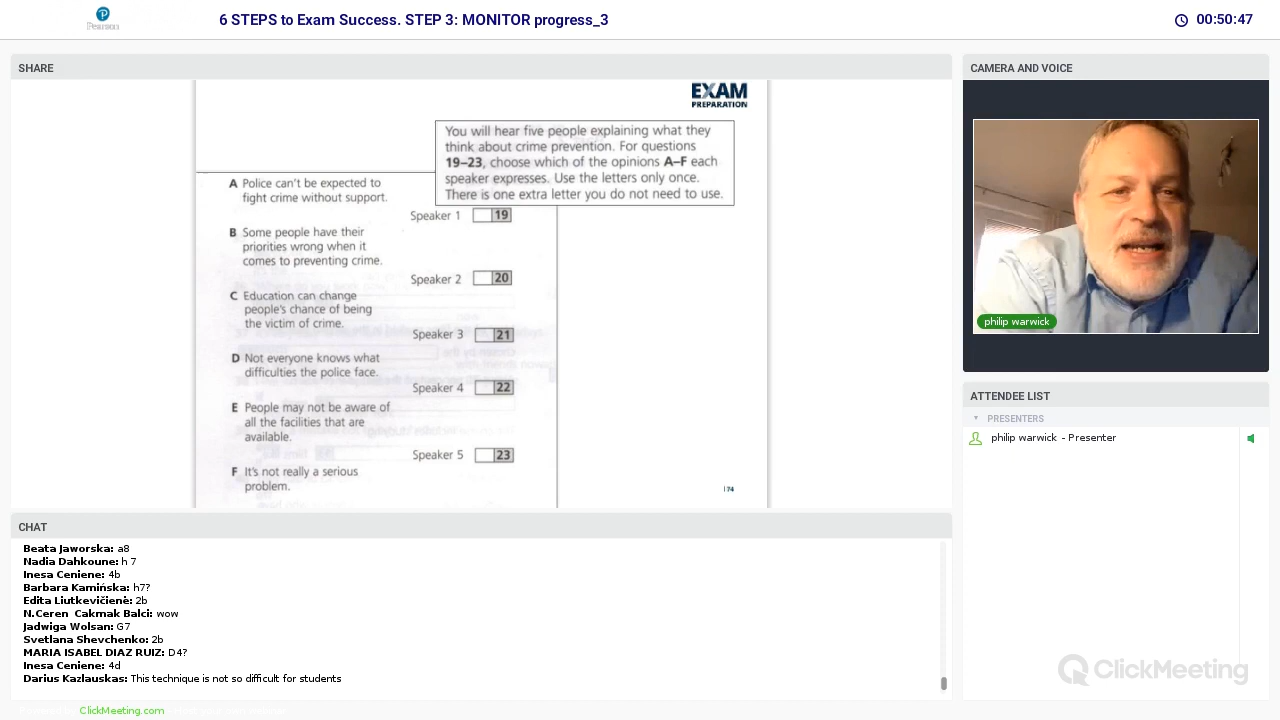 Pearson
6 STEPS to Exam Success. STEP 3: MONITOR progress_3
00:50:47
SHARE
EXAM
PREPARATION
You will hear five people explaining what they
think about crime prevention. For questions
19–23, choose which of the opinions A–F each
speaker expresses. Use the letters only once.
There is one extra letter you do not need to use.
A Police can't be expected to
fight crime without support.
Speaker 1 19
B Some people have their
priorities wrong when it
comes to preventing crime.
Speaker 2 20
C Education can change
people's chance of being
the victim of crime.
Speaker 3 21
D Not everyone knows what
difficulties the police face.
Speaker 4 22
E People may not be aware of
all the facilities that are
available.
Speaker 5 23
F It's not really a serious
problem.
174
CAMERA AND VOICE
philip warwick
ATTENDEE LIST
PRESENTERS
philip warwick - Presenter
CHAT
Beata Jaworska: a8
Nadia Dahkoune: h 7
Inesa Ceniene: 4b
Barbara Kamińska: h7?
Edita Liutkevičienė: 2b
N.Ceren Cakmak Balci: wow
Jadwiga Wolsan: G7
Svetlana Shevchenko: 2b
MARIA ISABEL DIAZ RUIZ: D4?
Inesa Ceniene: 4d
Darius Kazlauskas: This technique is not so difficult for students
ClickMeeting
ClickMeeting.com